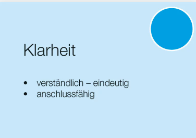 Klarheit
• verständlich – eindeutig
• anschlussfähig